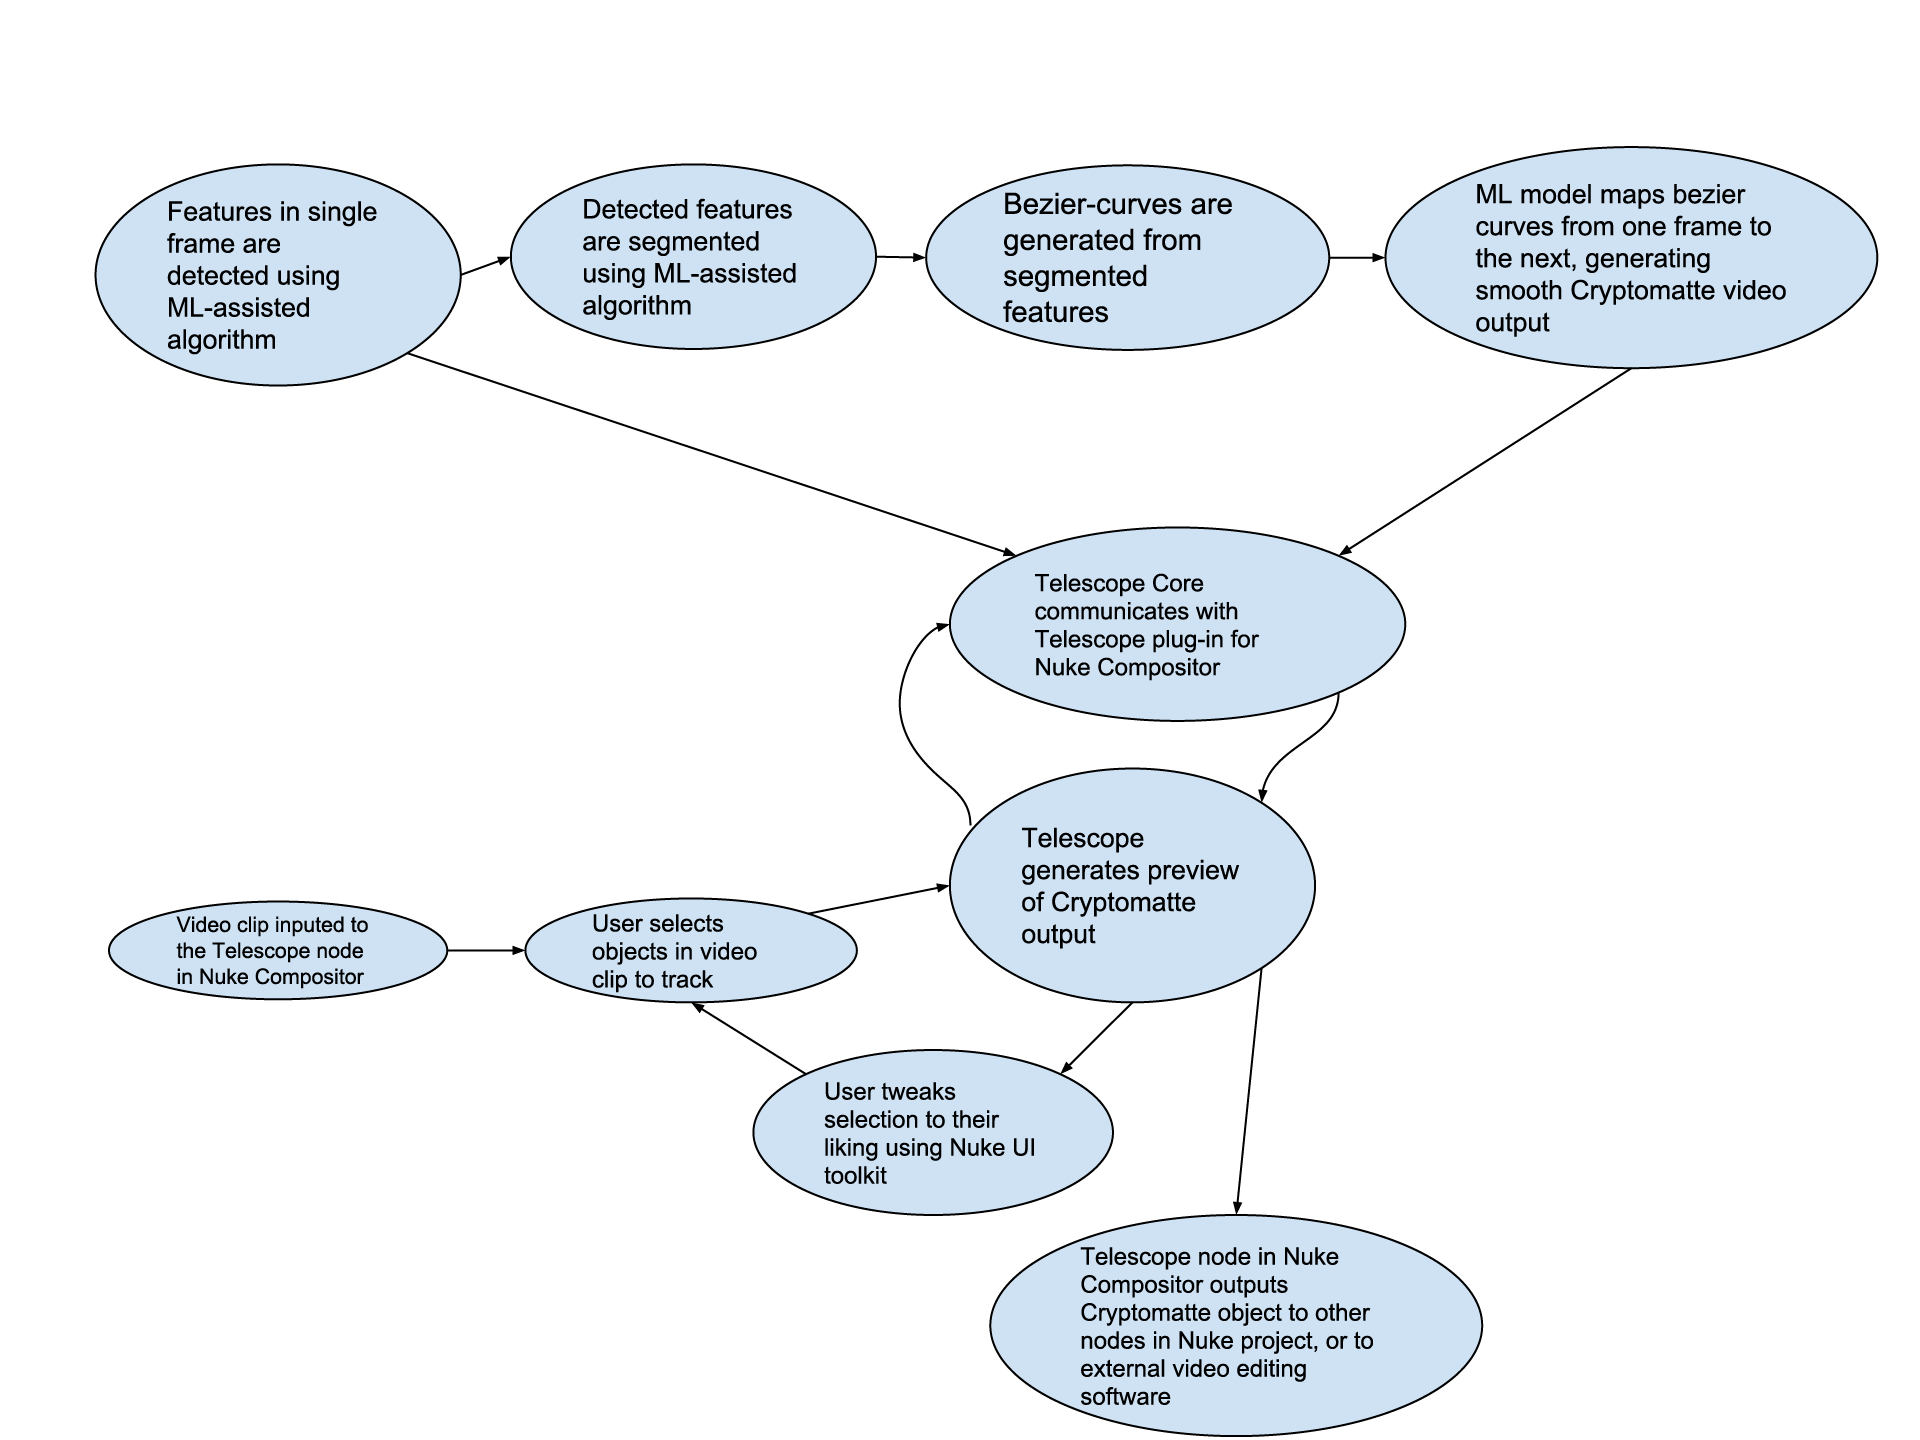 Features in single
frame are
detected using
ML-assisted
algorithm
Detected features
are segmented
using ML-assisted
algorithm
Bezier-curves are
generated from
segmented
features
ML model maps bezier
curves from one frame to
the next, generating
smooth Cryptomatte video
output
Telescope Core
communicates with
Telescope plug-in for
Nuke Compositor
Telescope
generates preview
of Cryptomatte
output
Video clip inputed to
the Telescope node
in Nuke Compositor
User selects
objects in video
clip to track
User tweaks
selection to their
liking using Nuke UI
toolkit
Telescope node in Nuke
Compositor outputs
Cryptomatte object to other
nodes in Nuke project, or to
external video editing
software